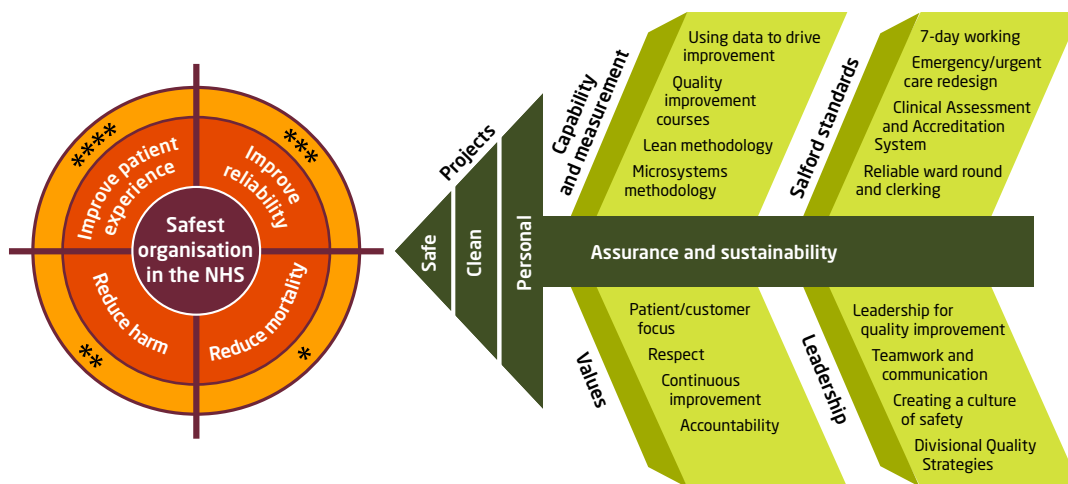 ****
Improve patient
experience
***
Improve
reliability
Safest
organisation
in the NHS
Reduce harm
**
Reduce mortality
*
Projects
Safe
Clean
Personal
Assurance and sustainability
Capability
and measurement
Using data to drive
improvement
Quality
improvement
courses
Lean methodology
Microsystems
methodology
Salford standards
7-day working
Emergency/urgent
care redesign
Clinical Assessment
and Accreditation
System
Reliable ward round
and clerking
Values
Patient/customer
focus
Respect
Continuous
improvement
Accountability
Leadership
Leadership for
quality improvement
Teamwork and
communication
Creating a culture
of safety
Divisional Quality
Strategies